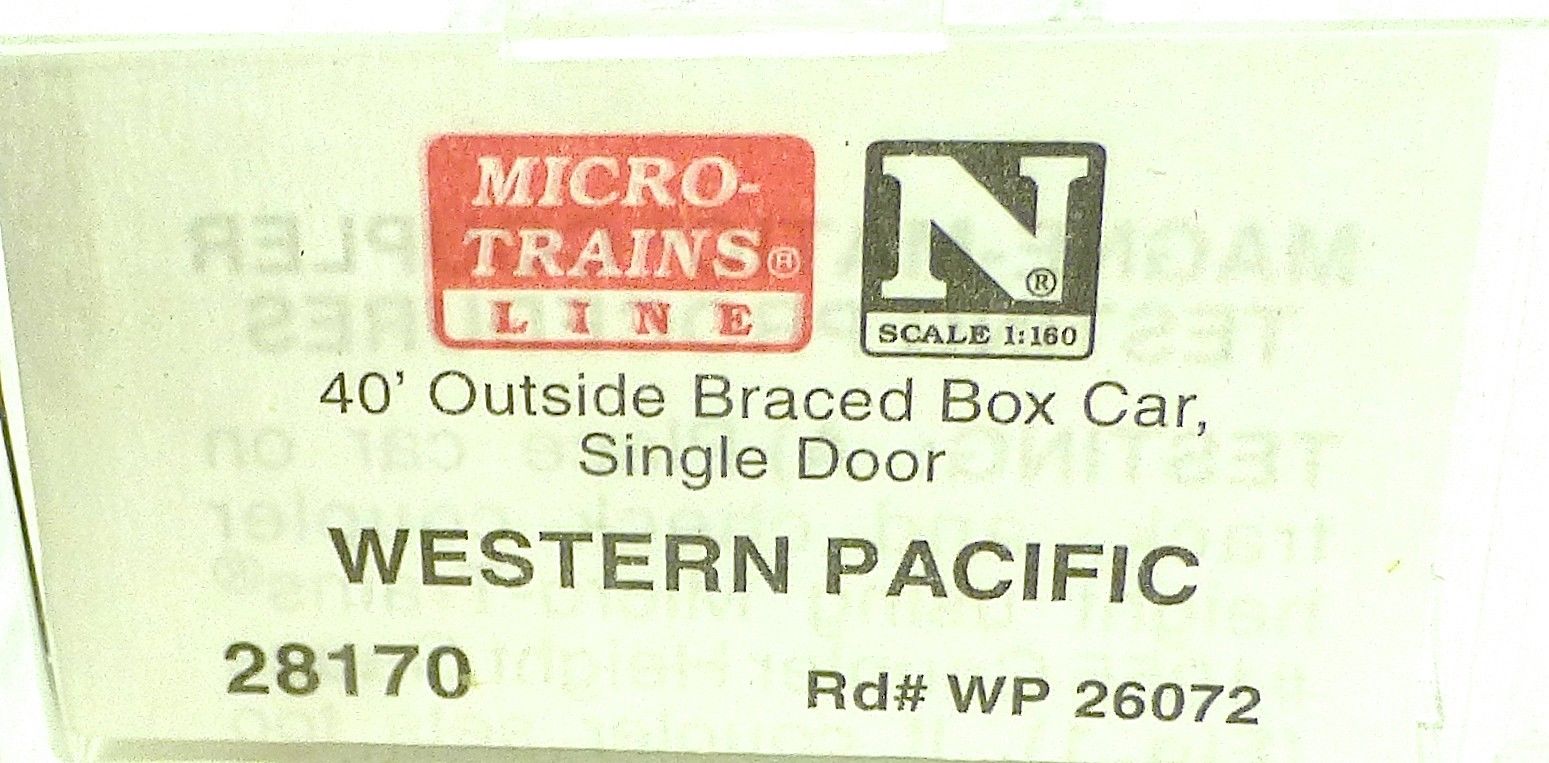 MICRO-
TRAINS®
LINE
N®
SCALE 1:160
40' Outside Braced Box Car,
Single Door
WESTERN PACIFIC
28170 Rd# WP 26072